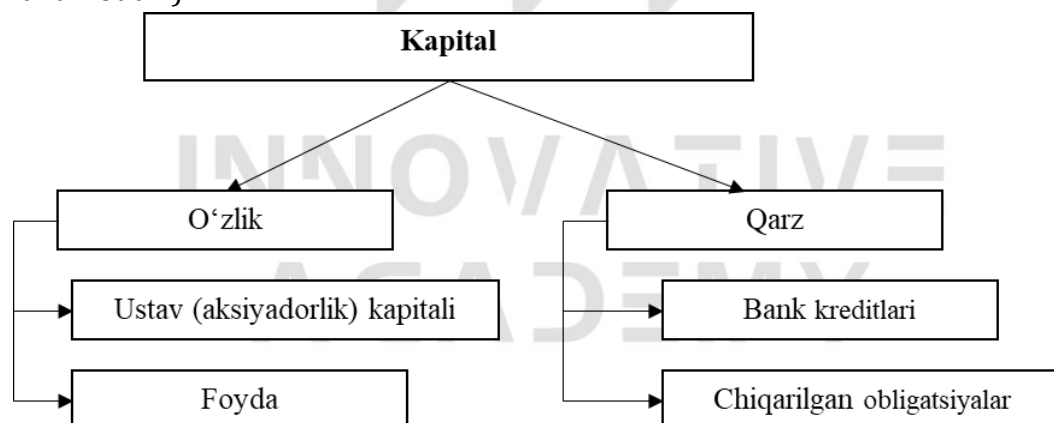 Kapital
INNOVATIVE
O‘zlik
Qarz
ACADEMY
Ustav (aksiyadorlik) kapitali
Bank kreditlari
Foyda
Chiqarilgan obligatsiyalar